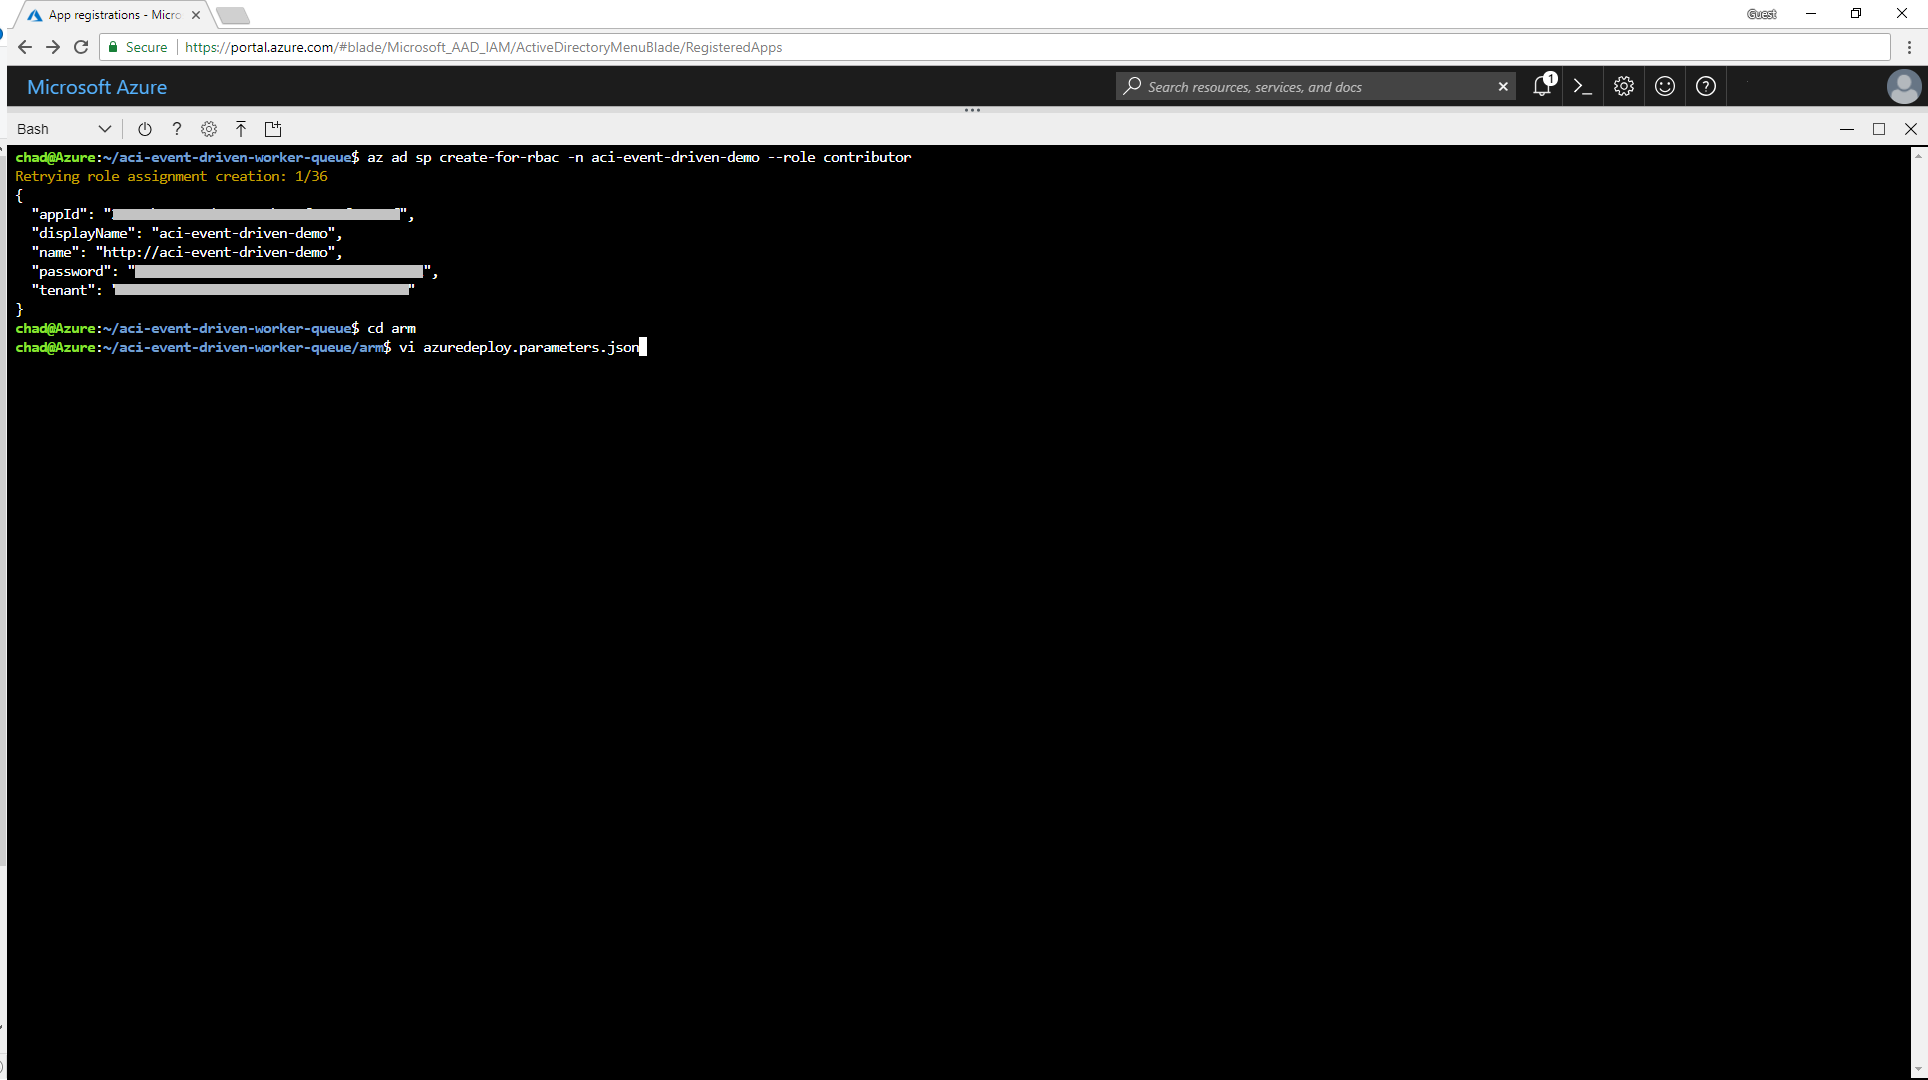 App registrations - Micro
Guest
Secure
https://portal.azure.com/#blade/Microsoft_AAD_IAM/ActiveDirectoryMenuBlade/RegisteredApps
Microsoft Azure
Search resources, services, and docs
1
Bash
chad@Azure:~/aci-event-driven-worker-queue$ az ad sp create-for-rbac -n aci-event-driven-demo --role contributor
Retrying role assignment creation: 1/36
{
"appId": "",
"displayName": "aci-event-driven-demo",
"name": "http://aci-event-driven-demo",
"password": "",
"tenant": ""
}
chad@Azure:~/aci-event-driven-worker-queue$ cd arm
chad@Azure:~/aci-event-driven-worker-queue/arm$ vi azuredeploy.parameters.json